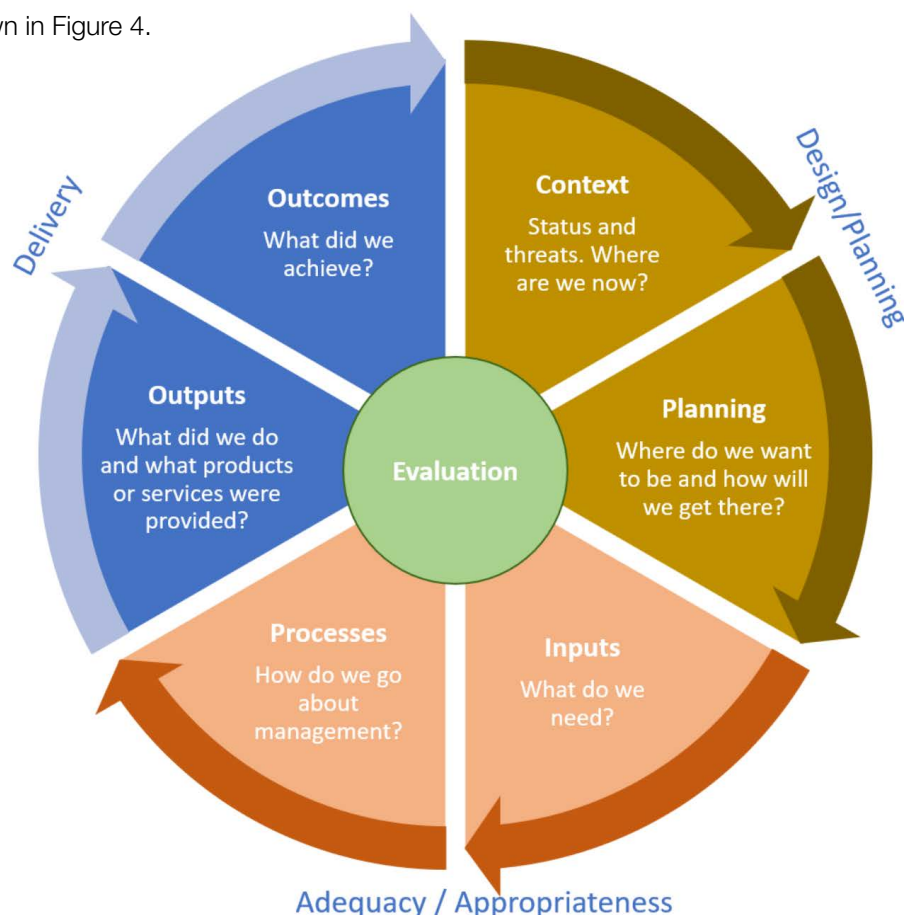 wn in Figure 4.
Design/Planning
Context
Status and
threats. Where
are we now?
Planning
Where do we want
to be and how will
we get there?
Inputs
What do we
need?
Adequacy / Appropriateness
Processes
How do we go
about
management?
Outputs
What did we do
and what products
or services were
provided?
Delivery
Outcomes
What did we
achieve?
Evaluation